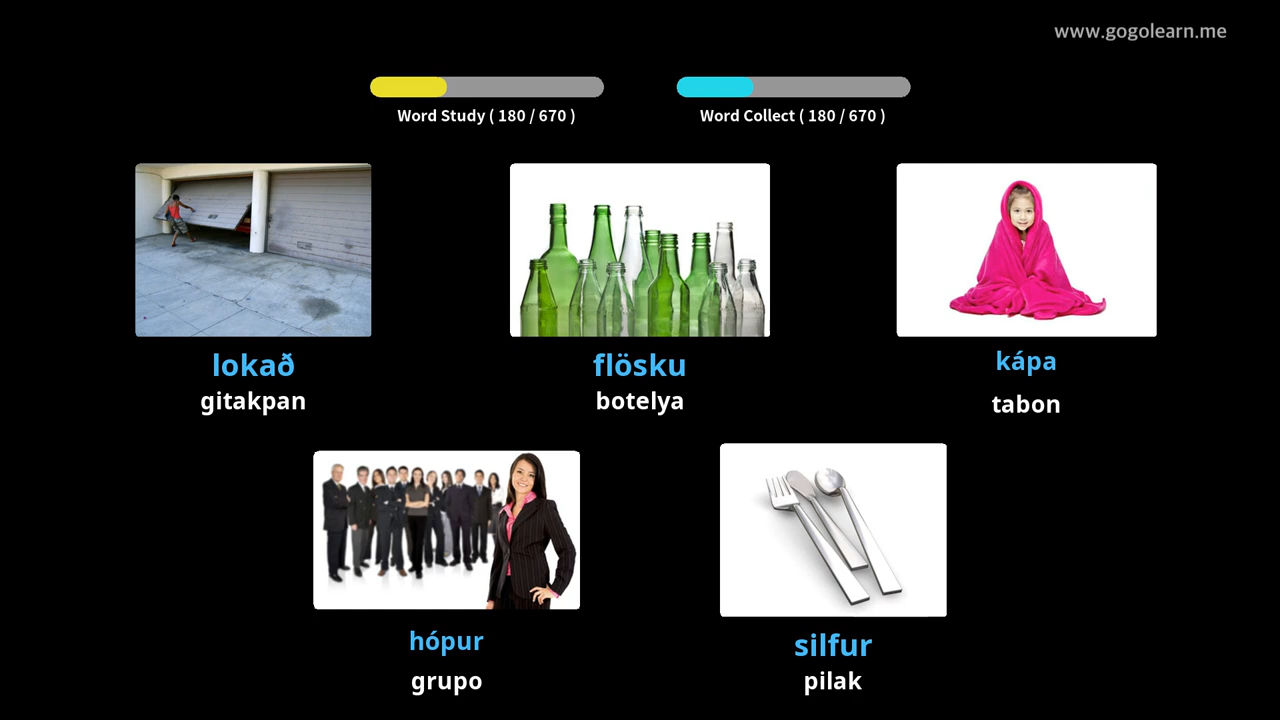 www.gogolearn.me
Word Study ( 180 / 670 )
Word Collect ( 180 / 670 )
lokað
gitakpan
flösku
botelya
kápa
tabon
hópur
grupo
silfur
pilak